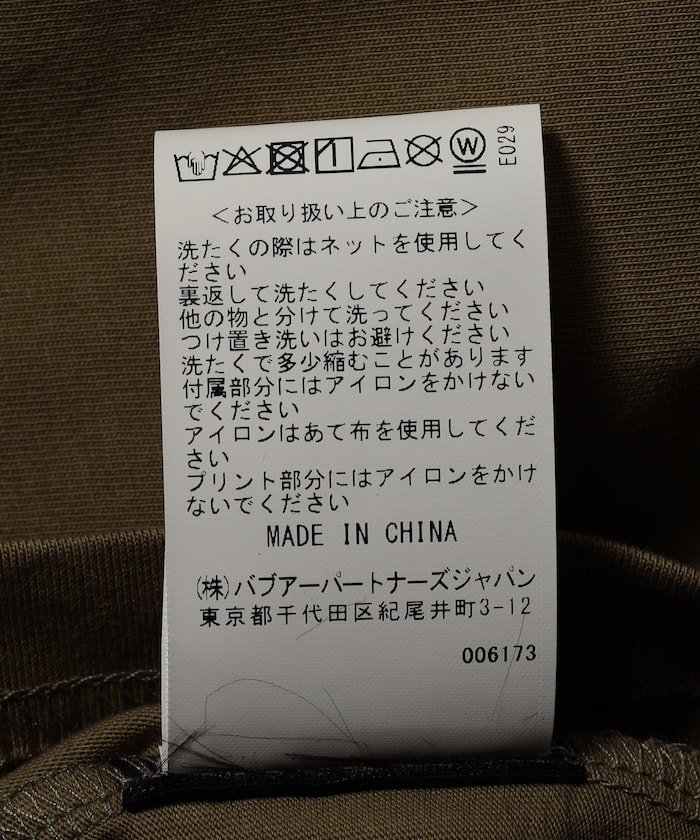 W
E029
＜お取り扱い上のご注意＞
洗たくの際はネットを使用してく
ださい
裏返して洗たくしてください
他の物と分けて洗ってください
つけ置き洗いはお避けください
洗たくで多少縮むことがあります
付属部分にはアイロンをかけない
でください
アイロンはあて布を使用してくだ
さい
プリント部分にはアイロンをかけ
ないでください
MADE IN CHINA
(株)バブアーパートナーズジャパン
東京都千代田区紀尾井町3-12
006173